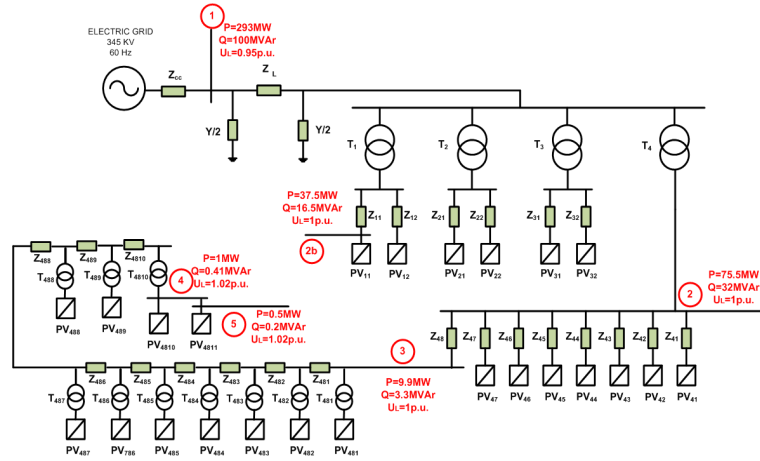 1
P=293MW
Q=100MVAr
UL=0.95p.u.
ELECTRIC GRID
345 KV
60 Hz
Zcc
Z L
Y/2
Y/2
T1
T2
T3
T4
P=37.5MW
Q=16.5MVAr
UL=1p.u.
Z11
Z12
Z21
Z22
Z31
Z32
2b
PV11
PV12
PV21
PV22
PV31
PV32
Z488
Z489
Z4810
T488
T489
T4810
P=1MW
Q=0.41MVAr
UL=1.02p.u.
4
PV488
PV489
PV4810
PV4811
5
P=0.5MW
Q=0.2MVAr
UL=1.02p.u.
P=75.5MW
Q=32MVAr
UL=1p.u.
2
Z48
Z47
Z46
Z45
Z44
Z43
Z42
Z41
PV47
PV46
PV45
PV44
PV43
PV42
PV41
3
P=9.9MW
Q=3.3MVAr
UL=1p.u.
Z486
Z485
Z484
Z483
Z482
Z481
T487
T486
T485
T484
T483
T482
T481
PV487
PV786
PV485
PV484
PV483
PV482
PV481